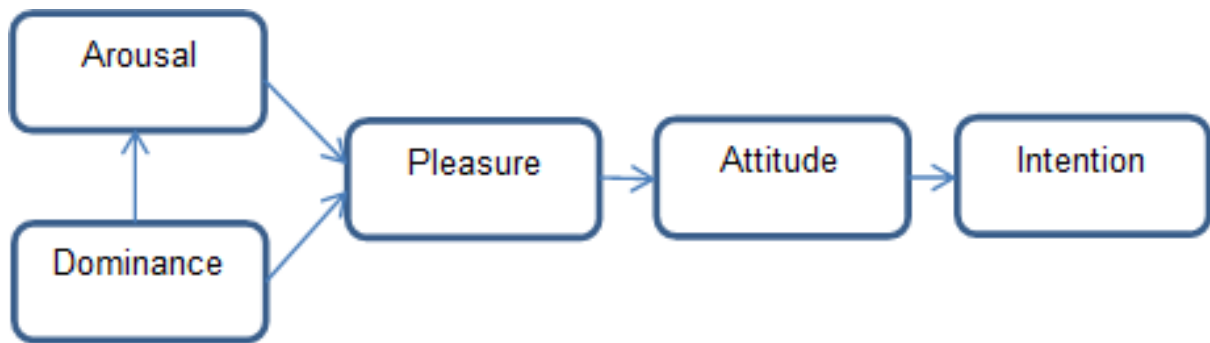 Arousal
Pleasure
Attitude
Intention
Dominance